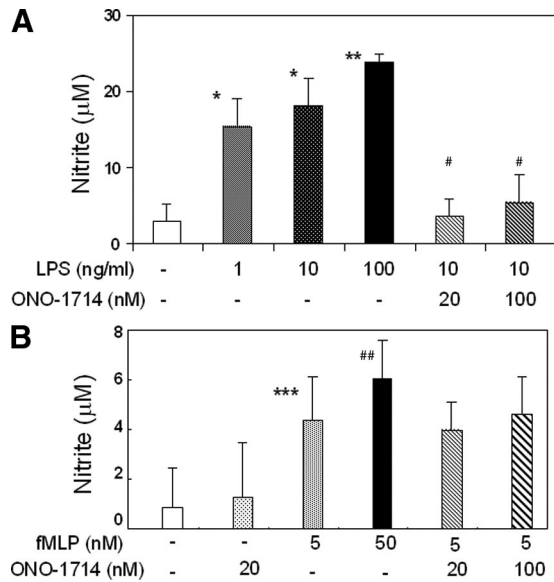 A
Nitrite (μM)
30
20
10
0
* * ** # #
LPS (ng/ml) - 1 10 100 10 10
ONO-1714 (nM) - - - - 20 100
B
Nitrite (μM)
8
6
4
2
0
*** ##
fMLP (nM) - - 5 50 5 5
ONO-1714 (nM) - 20 - - 20 100